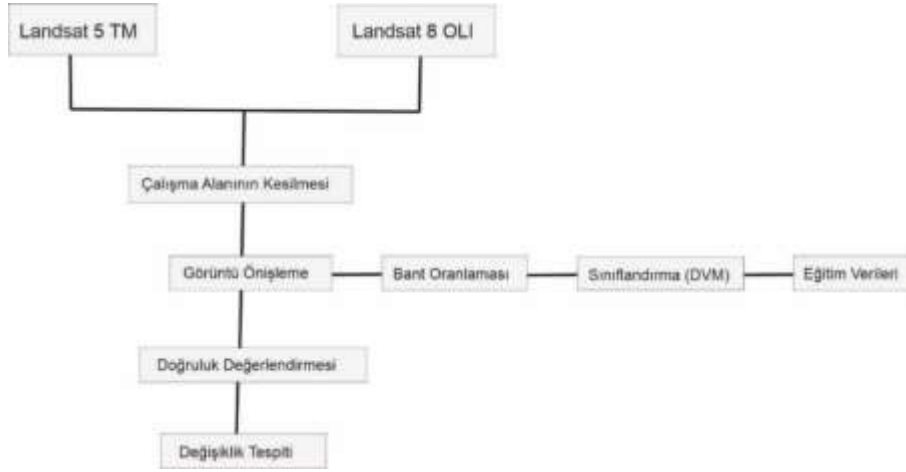 Landsat 5 TM
Landsat 8 OLI
Çalışma Alanının Kesilmesi
Görüntü Önişleme
Bant Oranlaması
Sınıflandırma (DVM)
Eğitim Verileri
Doğruluk Değerlendirmesi
Değişiklik Tespiti